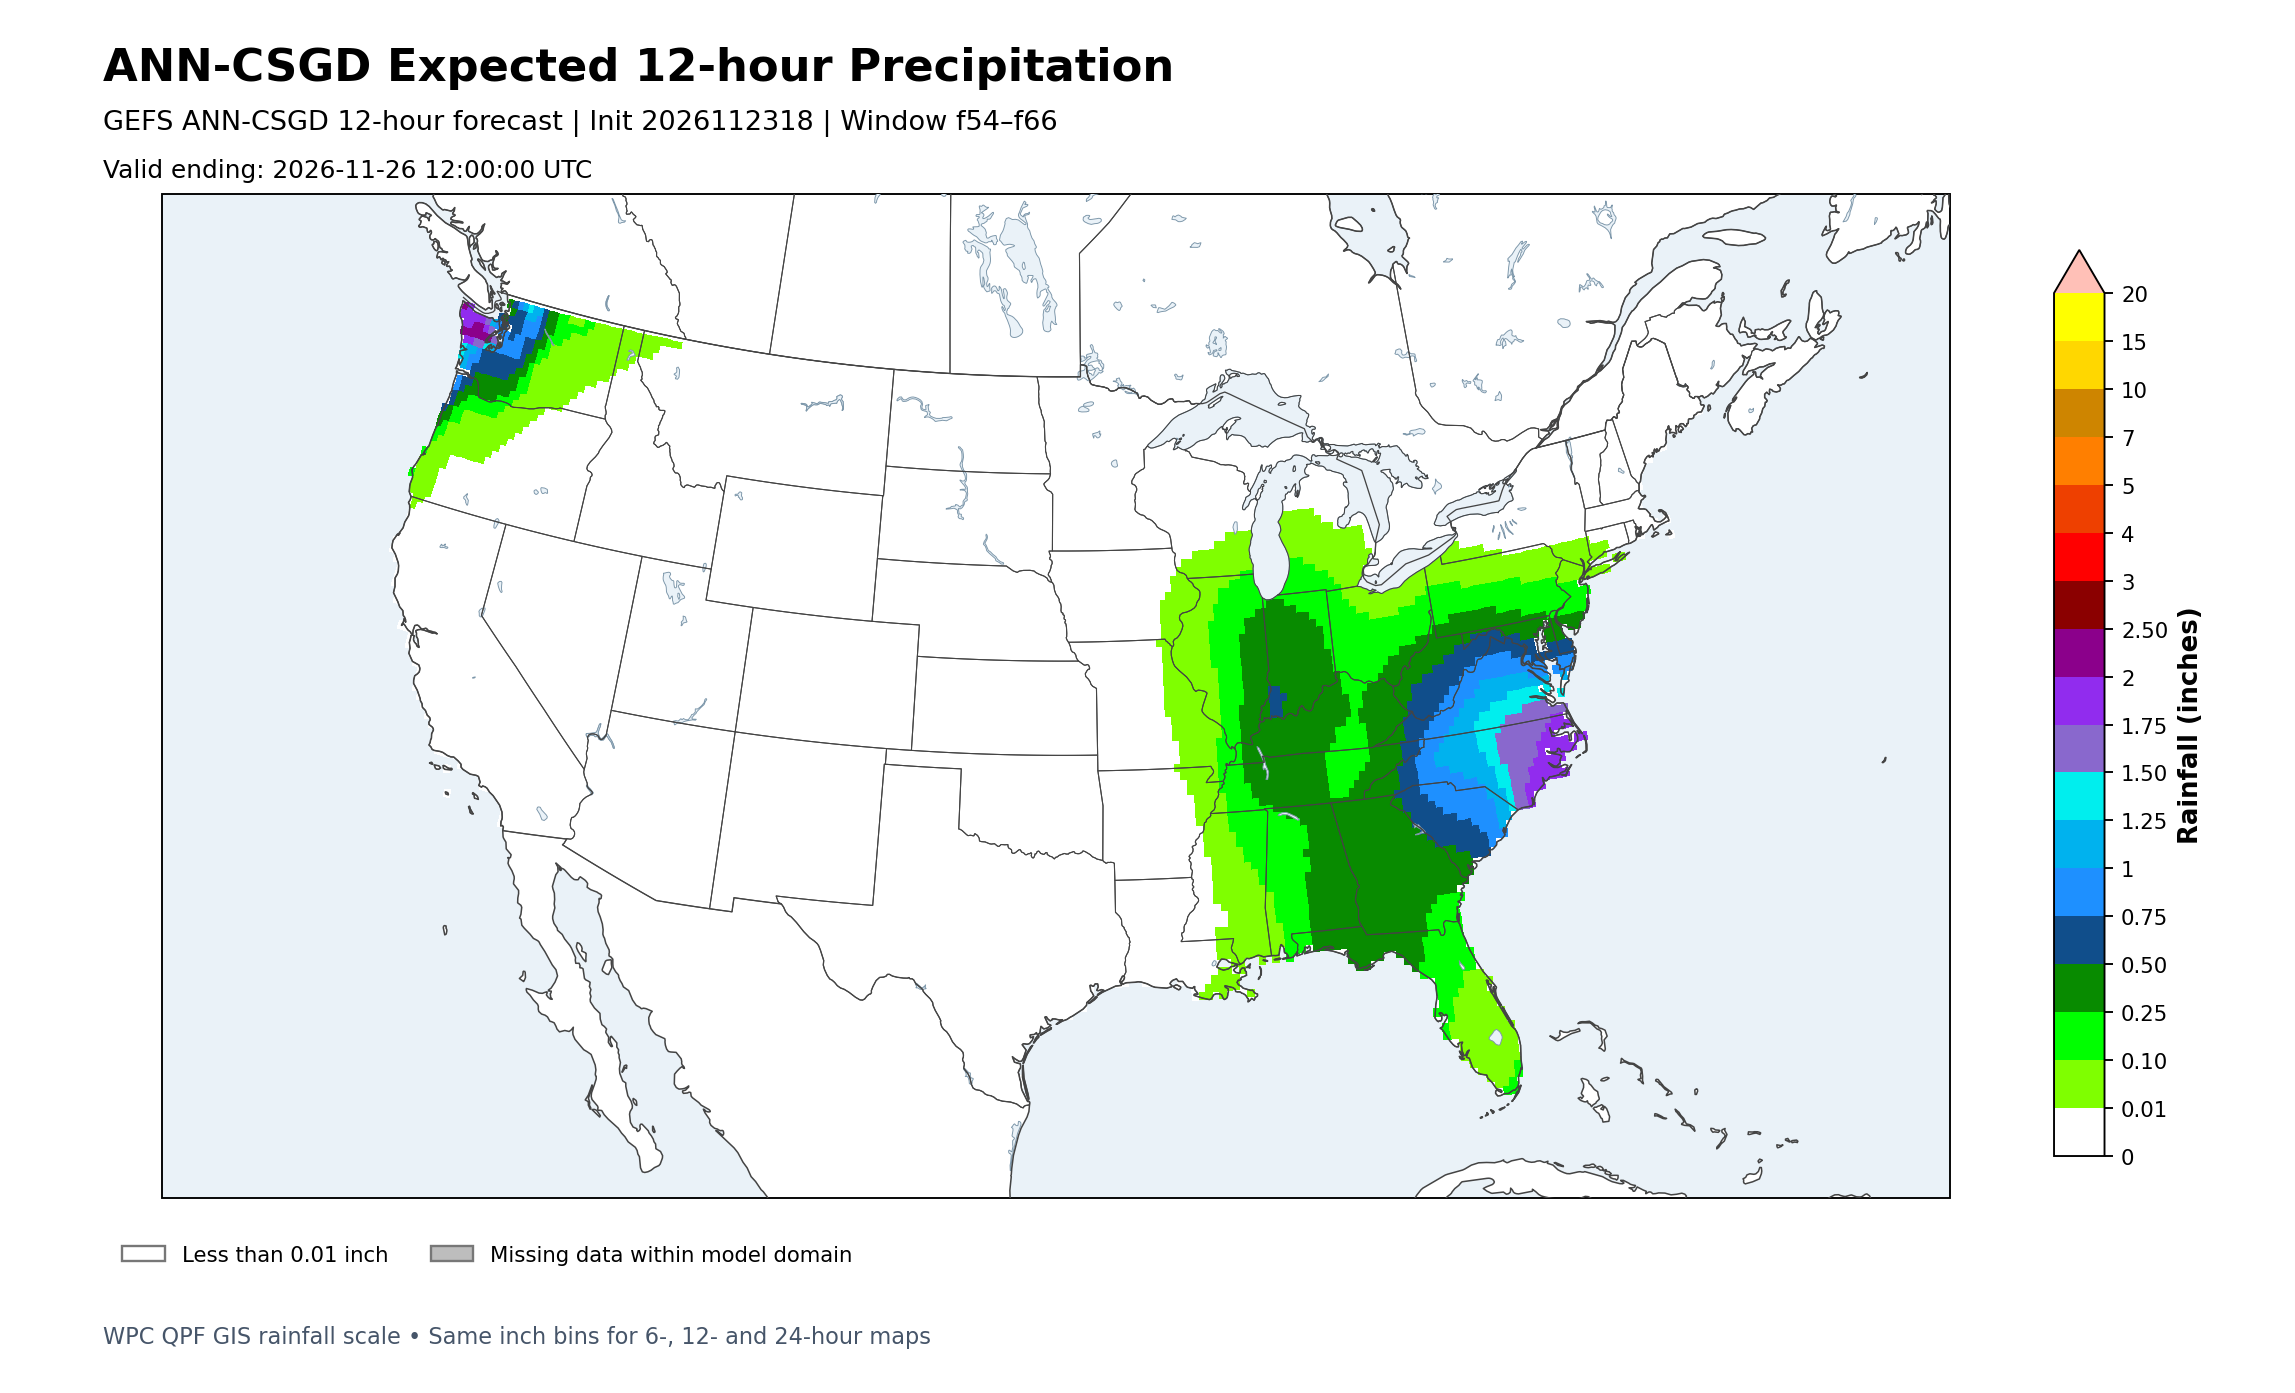 ANN-CSGD Expected 12-hour Precipitation
GEFS ANN-CSGD 12-hour forecast | Init 2026112318 | Window f54–f66
Valid ending: 2026-11-26 12:00:00 UTC
20
15
10
7
5
4
3
2.50
2
1.75
1.50
1.25
1
0.75
0.50
0.25
0.10
0.01
0
Rainfall (inches)
Less than 0.01 inch
Missing data within model domain
WPC QPF GIS rainfall scale • Same inch bins for 6-, 12- and 24-hour maps